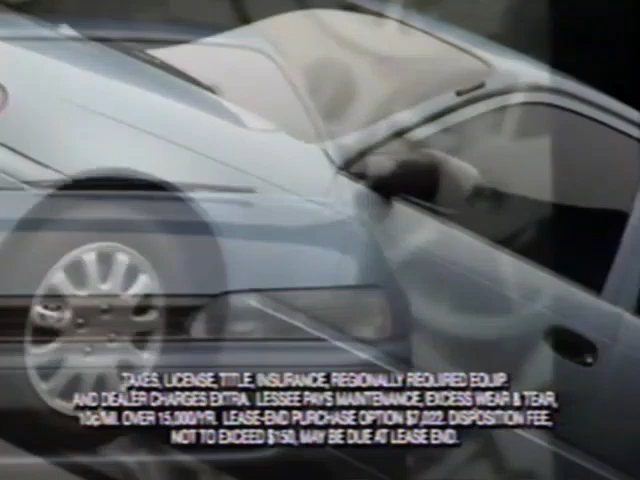 TAXES, LICENSE, TITLE, INSURANCE, REGIONALLY REQUIRED EQUIP.
AND DEALER CHARGES EXTRA. LESSEE PAYS MAINTENANCE, EXCESS WEAR & TEAR,
10¢/MI. OVER 15,000/YR. LEASE-END PURCHASE OPTION $7,022. DISPOSITION FEE,
NOT TO EXCEED $150, MAY BE DUE AT LEASE END.